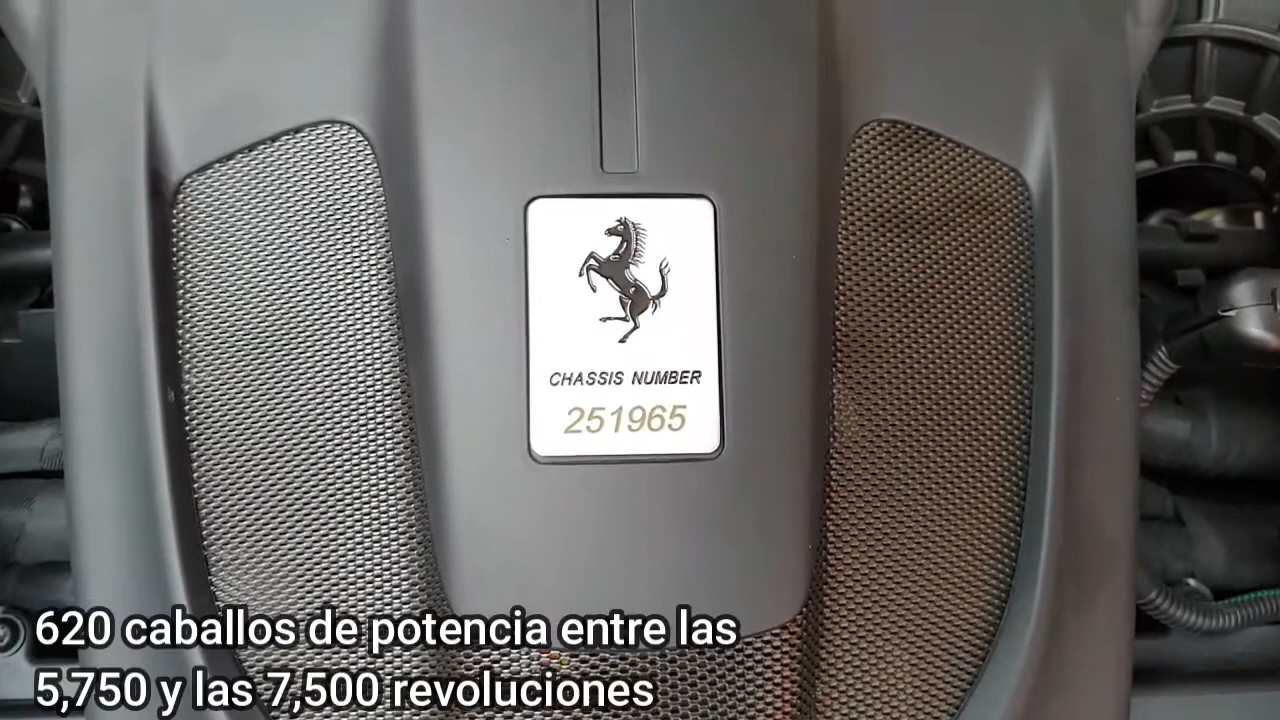 CHASSIS NUMBER
251965
620 caballos de potencia entre las
5,750 y las 7,500 revoluciones